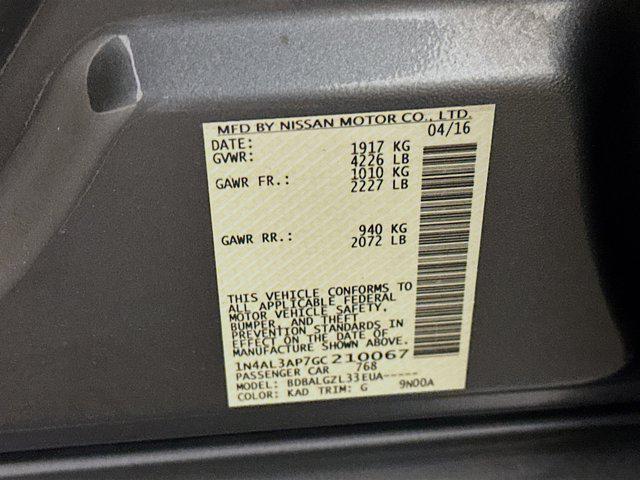 MFD BY NISSAN MOTOR CO., LTD.
DATE: 04/16
GVWR: 1917 KG
4226 LB
GAWR FR.: 1010 KG
2227 LB
GAWR RR.: 940 KG
2072 LB
THIS VEHICLE CONFORMS TO
ALL APPLICABLE FEDERAL
MOTOR VEHICLE SAFETY,
BUMPER, AND THEFT
PREVENTION STANDARDS IN
EFFECT ON THE DATE OF
MANUFACTURE SHOWN ABOVE.
1N4AL3AP7GC210067
PASSENGER CAR 768
MODEL: BDBALGZL33EUA-----
COLOR: KAD TRIM: G 9N00A